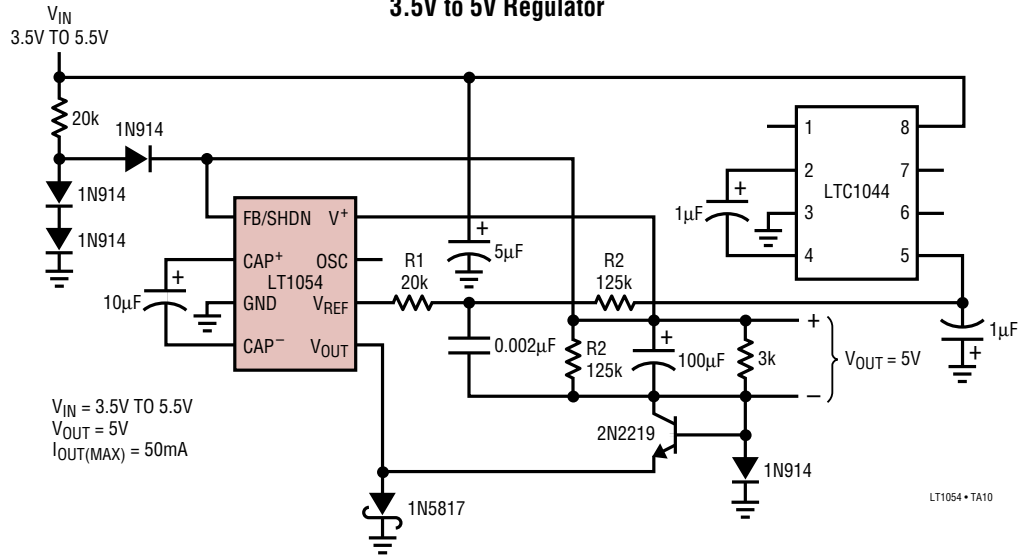 3.5V to 5V Regulator
VIN
3.5V TO 5.5V
20k
1N914
1N914
1N914
FB/SHDN V+
CAP+ OSC
LT1054
GND VREF
CAP– VOUT
+
10µF
+
5µF
R1
20k
R2
125k
0.002µF
R2
125k
+
100µF
3k
+
VOUT = 5V
–
1 8
2 7
LTC1044
3 6
4 5
+
1µF
1µF
+
2N2219
1N914
1N5817
VIN = 3.5V TO 5.5V
VOUT = 5V
IOUT(MAX) = 50mA
LT1054 • TA10